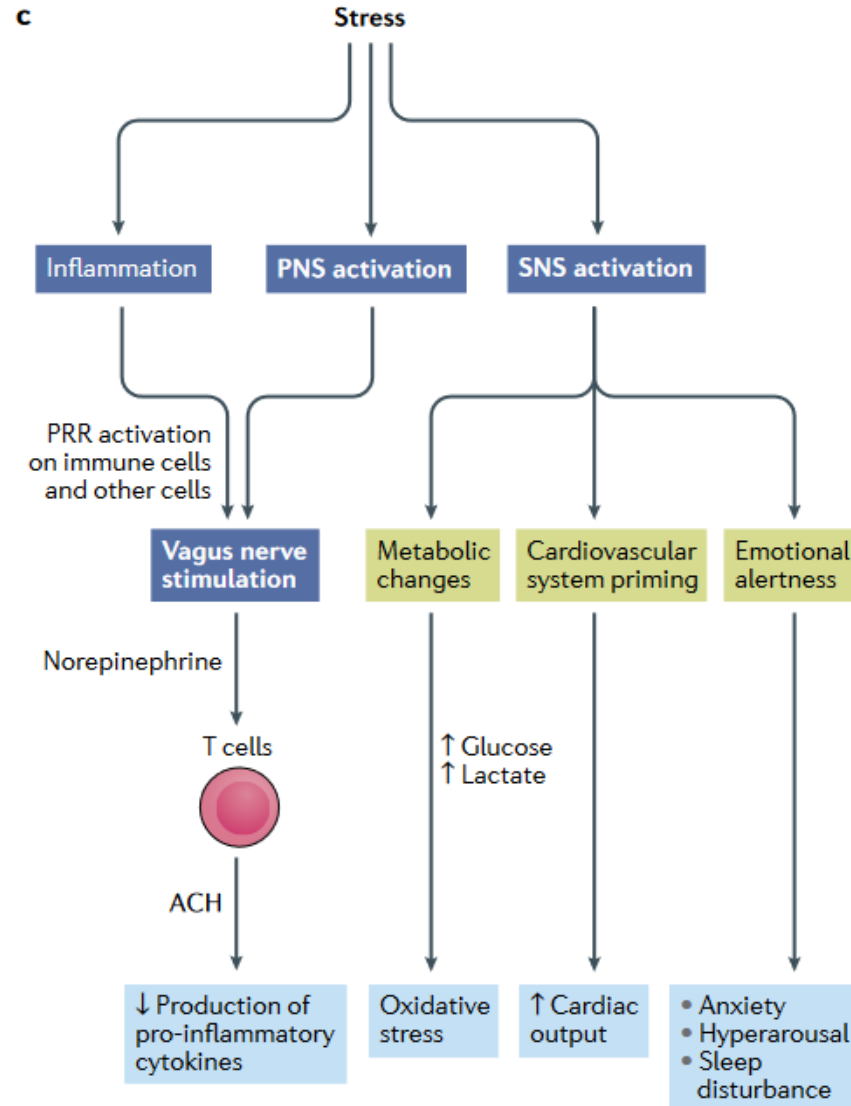 c
Stress
Inflammation
PNS activation
SNS activation
PRR activation
on immune cells
and other cells
Vagus nerve
stimulation
Metabolic
changes
Cardiovascular
system priming
Emotional
alertness
Norepinephrine
T cells
↑ Glucose
↑ Lactate
ACH
↓ Production of
pro-inflammatory
cytokines
Oxidative
stress
↑ Cardiac
output
• Anxiety
• Hyperarousal
• Sleep
disturbance